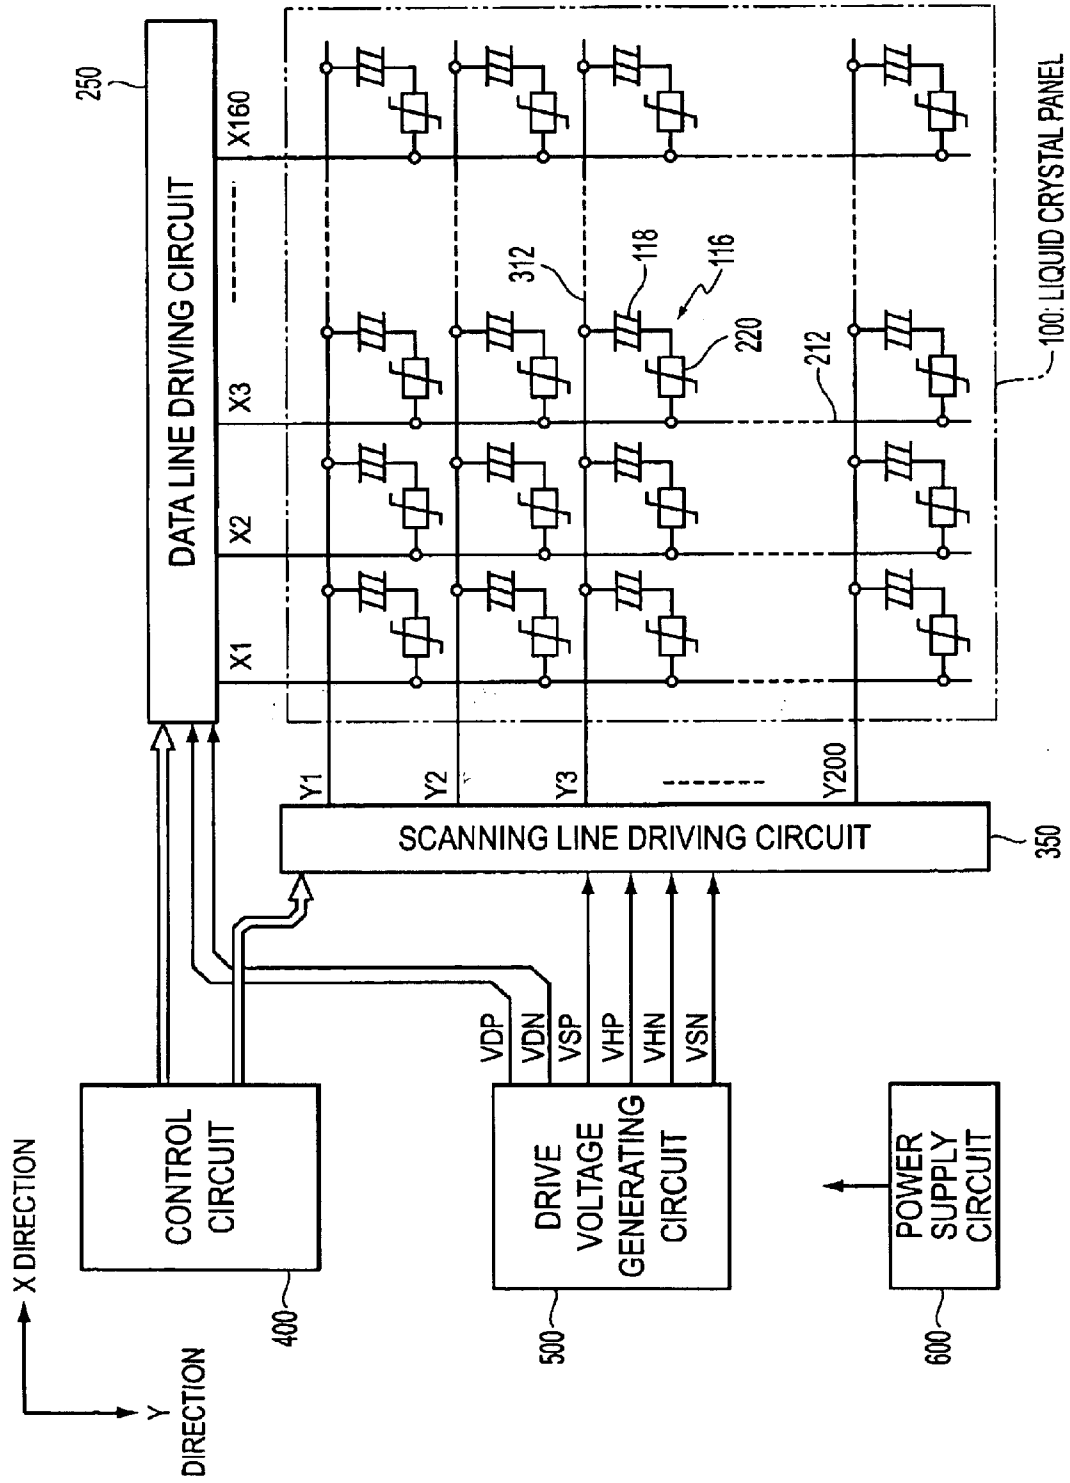 X DIRECTION
Y
DIRECTION
CONTROL
CIRCUIT
400
DATA LINE DRIVING CIRCUIT
250
X1
X2
X3
X160
DRIVE
VOLTAGE
GENERATING
CIRCUIT
500
VDP
VDN
VSP
VHP
VHN
VSN
SCANNING LINE DRIVING CIRCUIT
350
Y1
Y2
Y3
Y200
312
118
116
220
212
100: LIQUID CRYSTAL PANEL
POWER
SUPPLY
CIRCUIT
600